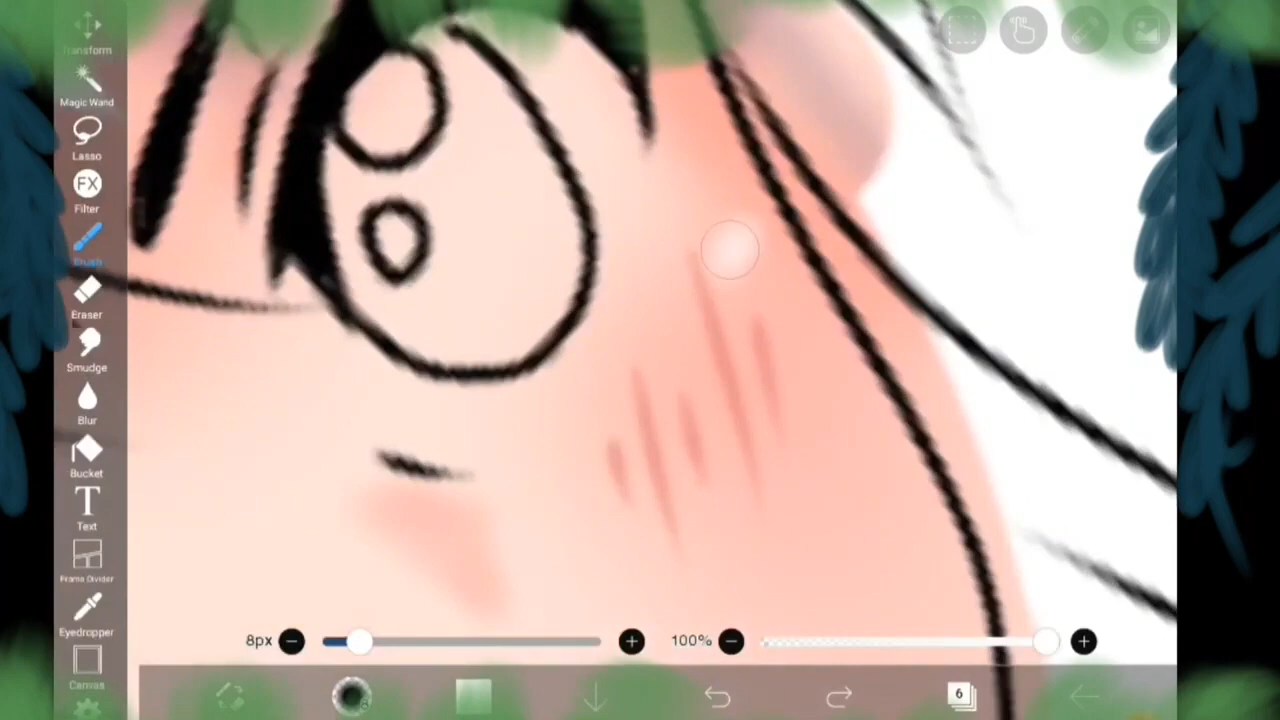 Transform
Magic Wand
Lasso
FX
Filter
Brush
Eraser
Smudge
Blur
Bucket
T
Text
Frame Divider
Eyedropper
Canvas
8px
100%
6